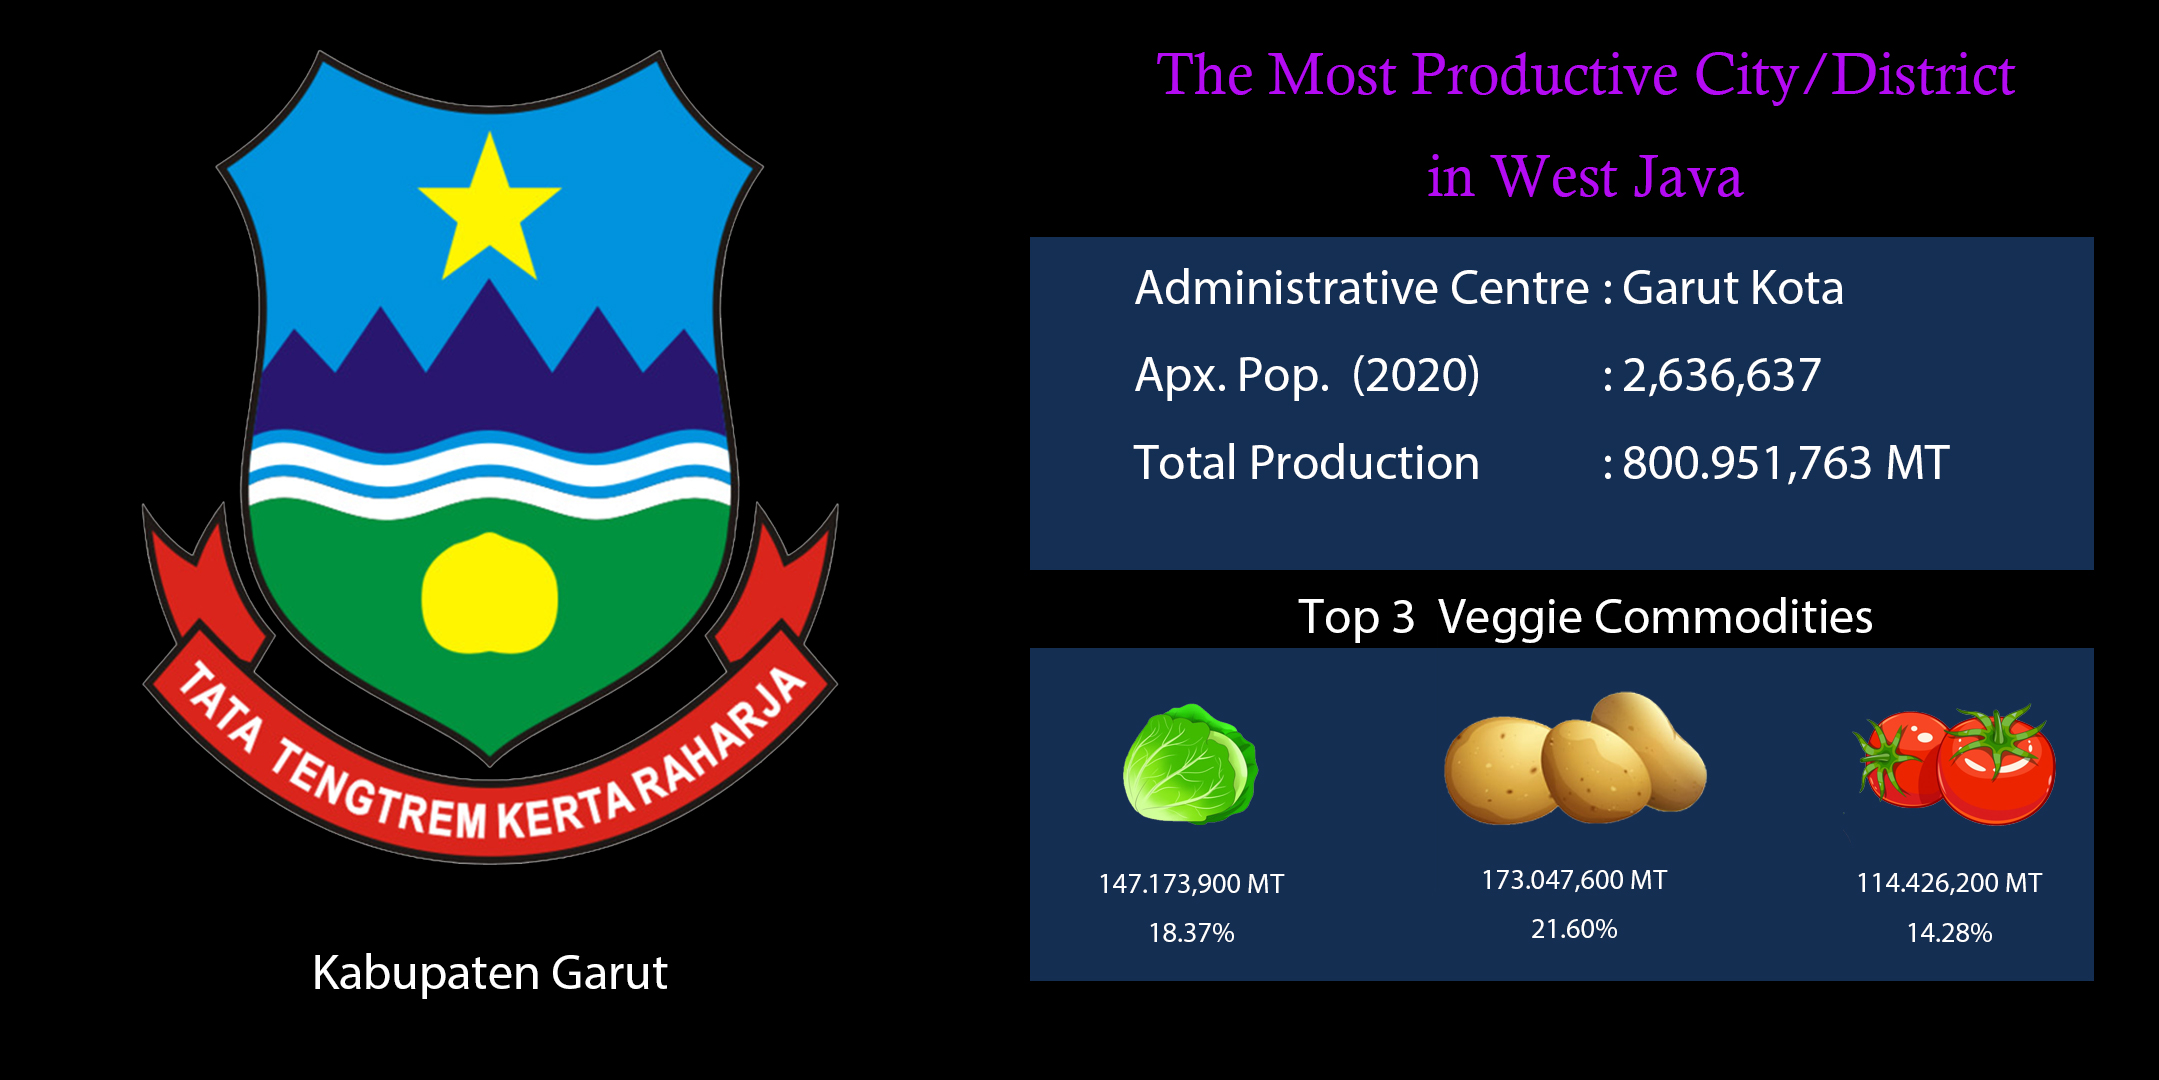 The Most Productive City/District
in West Java
Administrative Centre : Garut Kota
Apx. Pop. (2020) : 2,636,637
Total Production : 800.951,763 MT
Top 3 Veggie Commodities
147.173,900 MT
18.37%
173.047,600 MT
21.60%
114.426,200 MT
14.28%
TATA TENGTREM KERTA RAHARJA
Kabupaten Garut